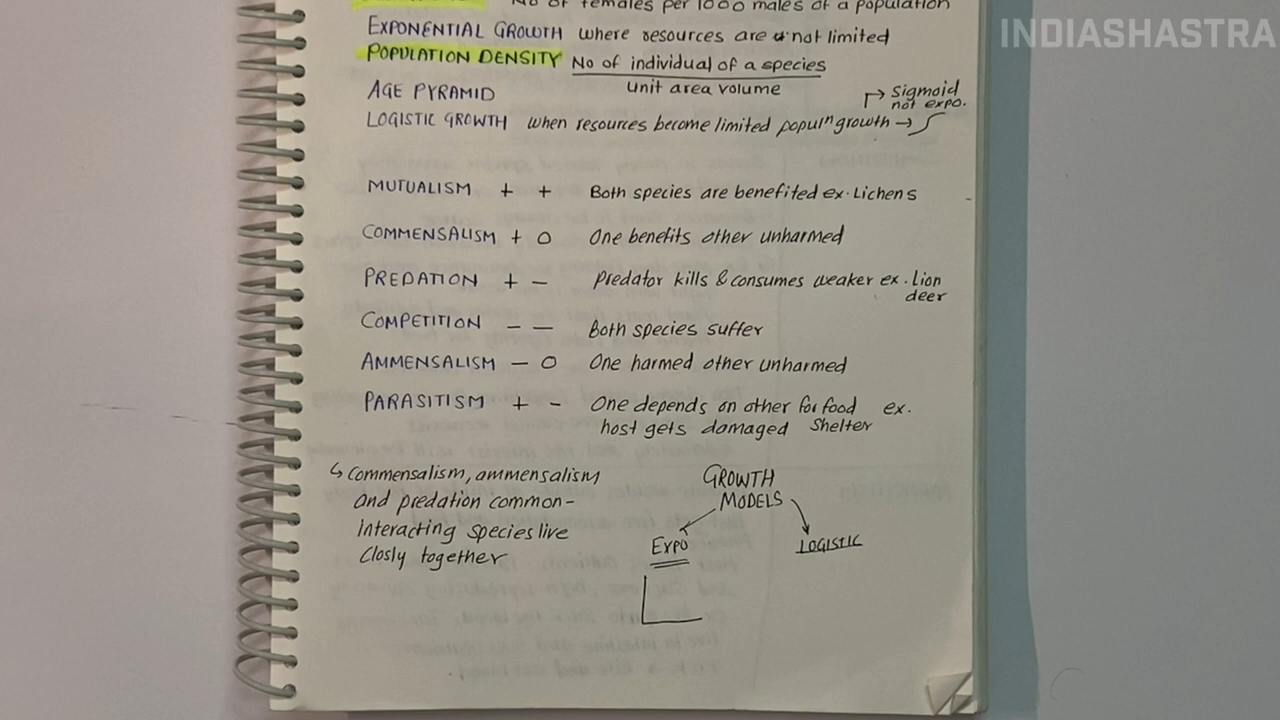 No of females per 1000 males of a population
INDIASHASTRA
EXPONENTIAL GROWTH where resources are not limited
POPULATION DENSITY No of individual of a species
Unit area volume
AGE PYRAMID
Sigmoid
not expo.
LOGISTIC GROWTH when resources become limited populn growth →
MUTUALISM + + Both species are benefited ex. Lichens
COMMENSALISM + O One benefits other unharmed
PREDATION + – Predator kills & consumes weaker ex. Lion
deer
COMPETITION – – Both species suffer
AMMENSALISM – O One harmed other unharmed
PARASITISM + - One depends on other for food ex.
host gets damaged Shelter
↳ Commensalism, ammensalism
and predation common-
interacting species live
Closly together
GROWTH
MODELS
EXPO
LOGISTIC